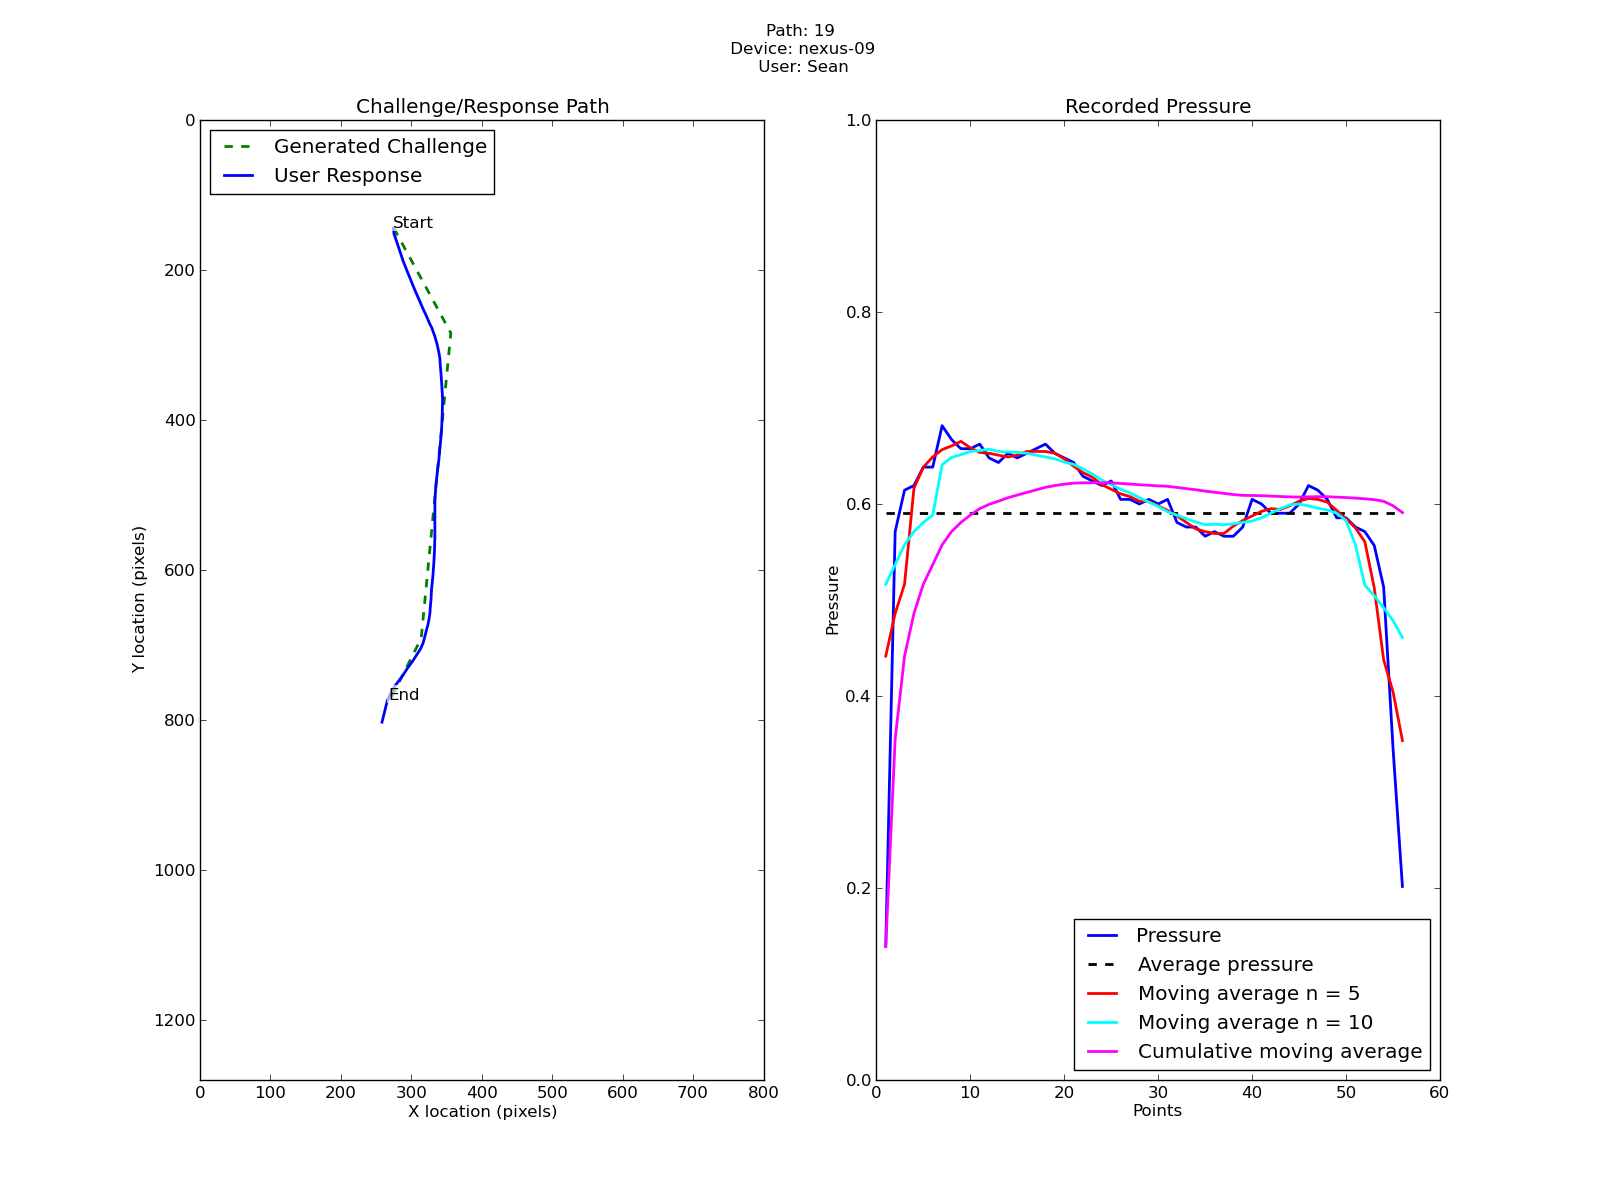 Path: 19
Device: nexus-09
User: Sean
Challenge/Response Path
Generated Challenge
User Response
Start
End
0
200
400
600
800
1000
1200
Y location (pixels)
0 100 200 300 400 500 600 700 800
X location (pixels)
Recorded Pressure
1.0
0.8
0.6
0.4
0.2
0.0
Pressure
Pressure
Average pressure
Moving average n = 5
Moving average n = 10
Cumulative moving average
0 10 20 30 40 50 60
Points